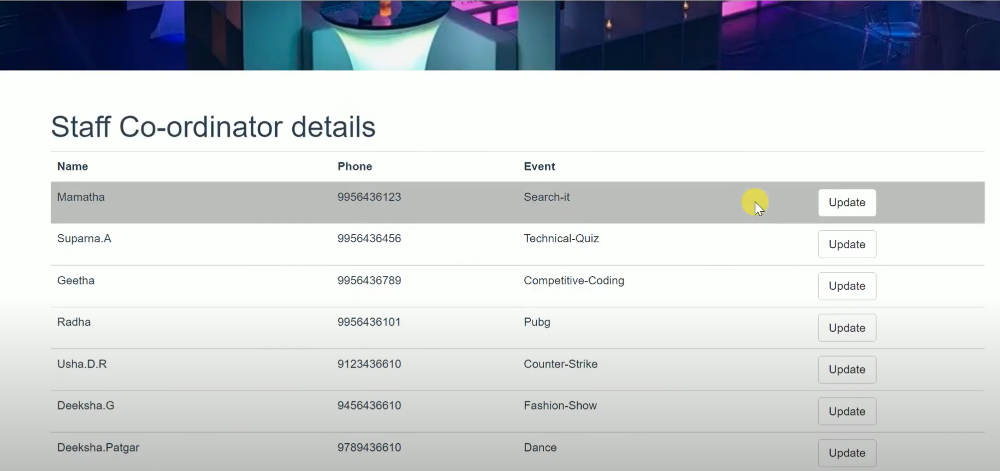 Staff Co-ordinator details
Name Phone Event
Mamatha 9956436123 Search-it Update
Suparna.A 9956436456 Technical-Quiz Update
Geetha 9956436789 Competitive-Coding Update
Radha 9956436101 Pubg Update
Usha.D.R 9123436610 Counter-Strike Update
Deeksha.G 9456436610 Fashion-Show Update
Deeksha.Patgar 9789436610 Dance Update